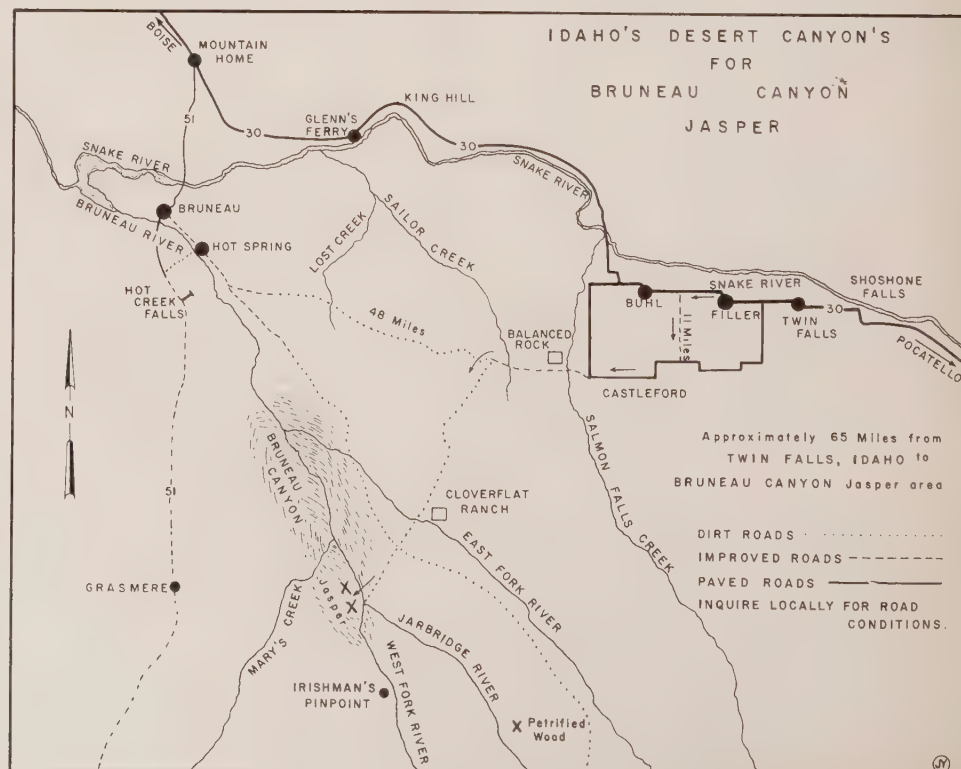 IDAHO'S DESERT CANYON'S
FOR
BRUNEAU CANYON
JASPER
BOISE
MOUNTAIN
HOME
51
30
GLENN'S
FERRY
KING HILL
30
SNAKE RIVER
SNAKE
RIVER
BRUNEAU
BRUNEAU RIVER
HOT SPRING
HOT
CREEK
FALLS
LOST CREEK
SAILOR CREEK
48 Miles
BALANCED
ROCK
BUHL
SNAKE RIVER
FILLER
11 Miles
TWIN
FALLS
30
SHOSHONE
FALLS
POCATELLO
CASTLEFORD
N
BRUNEAU
CANYON
SALMON FALLS CREEK
Approximately 65 Miles from
TWIN FALLS, IDAHO to
BRUNEAU CANYON Jasper area
51
CLOVERFLAT
RANCH
EAST FORK RIVER
DIRT ROADS
IMPROVED ROADS
PAVED ROADS
INQUIRE LOCALLY FOR ROAD
CONDITIONS.
GRASMERE
X
X
Jasper
MARY'S CREEK
JARBRIDGE RIVER
WEST FORK RIVER
IRISHMAN'S
PINPOINT
X Petrified
Wood
JY